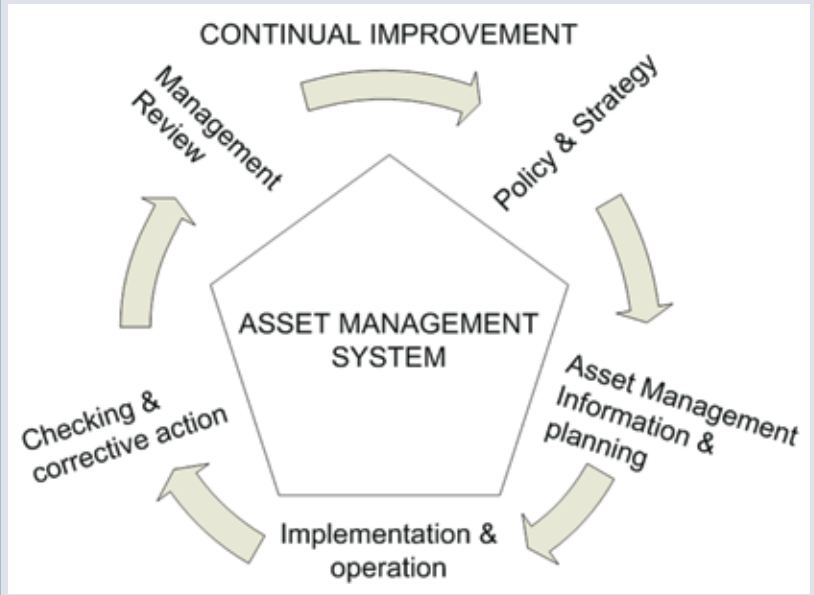 CONTINUAL IMPROVEMENT
Management
Review
Policy & Strategy
ASSET MANAGEMENT
SYSTEM
Asset Management
Information &
planning
Checking &
corrective action
Implementation &
operation